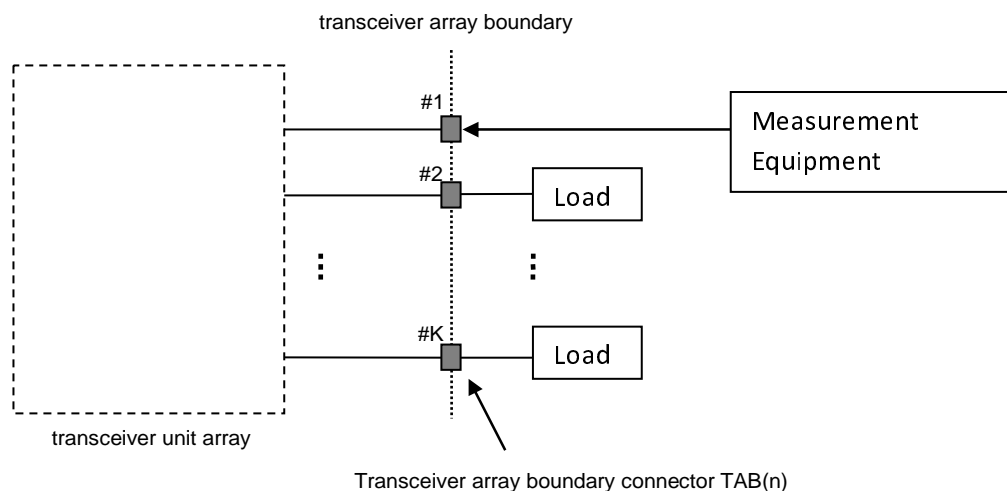 transceiver array boundary
#1
Measurement
Equipment
#2
Load
#K
Load
transceiver unit array
Transceiver array boundary connector TAB(n)